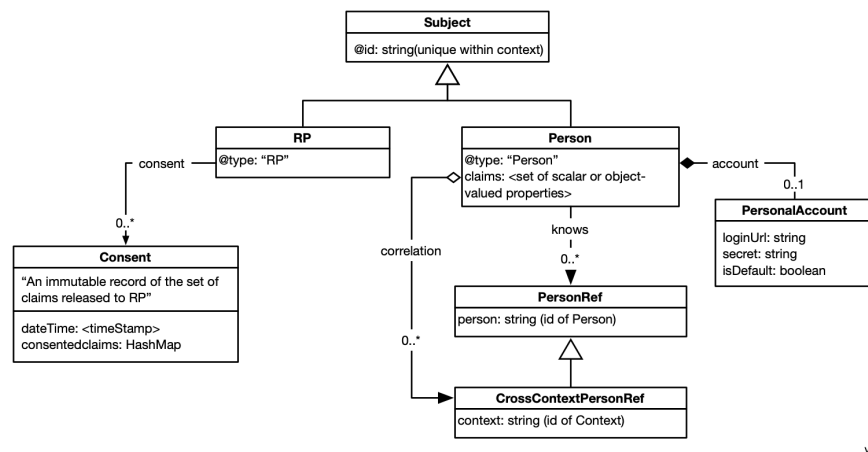 Subject
@id: string(unique within context)
RP
@type: “RP”
Person
@type: “Person”
claims: <set of scalar or object-
valued properties>
consent
account
0..1
PersonalAccount
loginUrl: string
secret: string
isDefault: boolean
0..*
knows
0..*
correlation
Consent
“An immutable record of the set of
claims released to RP”
dateTime: <timeStamp>
consentedclaims: HashMap
PersonRef
person: string (id of Person)
0..*
CrossContextPersonRef
context: string (id of Context)